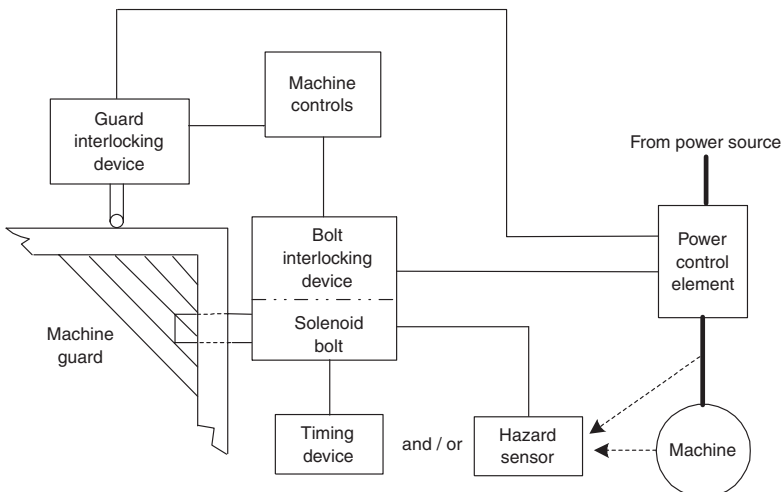 Machine
controls
Guard
interlocking
device
From power source
Bolt
interlocking
device
Power
control
element
Solenoid
bolt
Machine
guard
Timing
device
and / or
Hazard
sensor
Machine